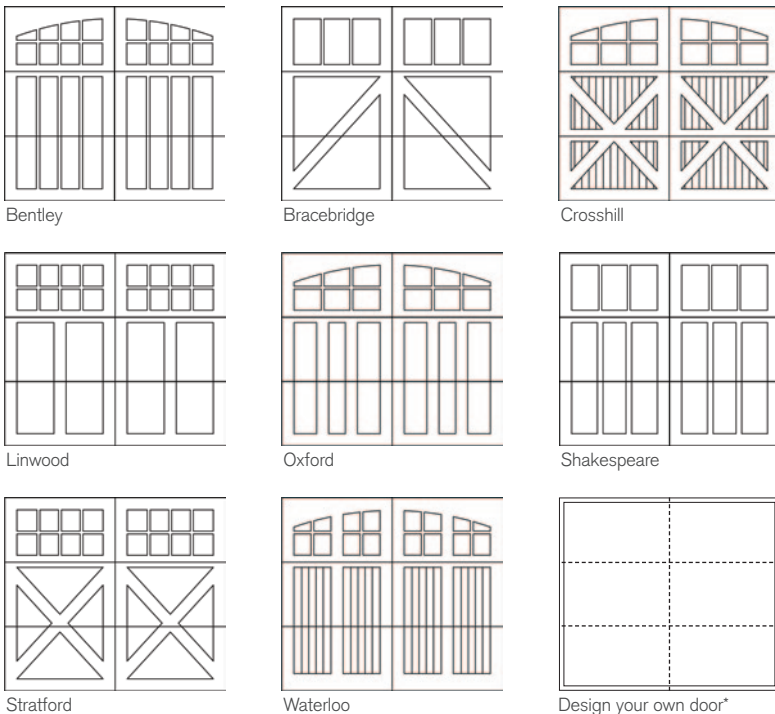 Bentley
Bracebridge
Crosshill
Linwood
Oxford
Shakespeare
Stratford
Waterloo
Design your own door*